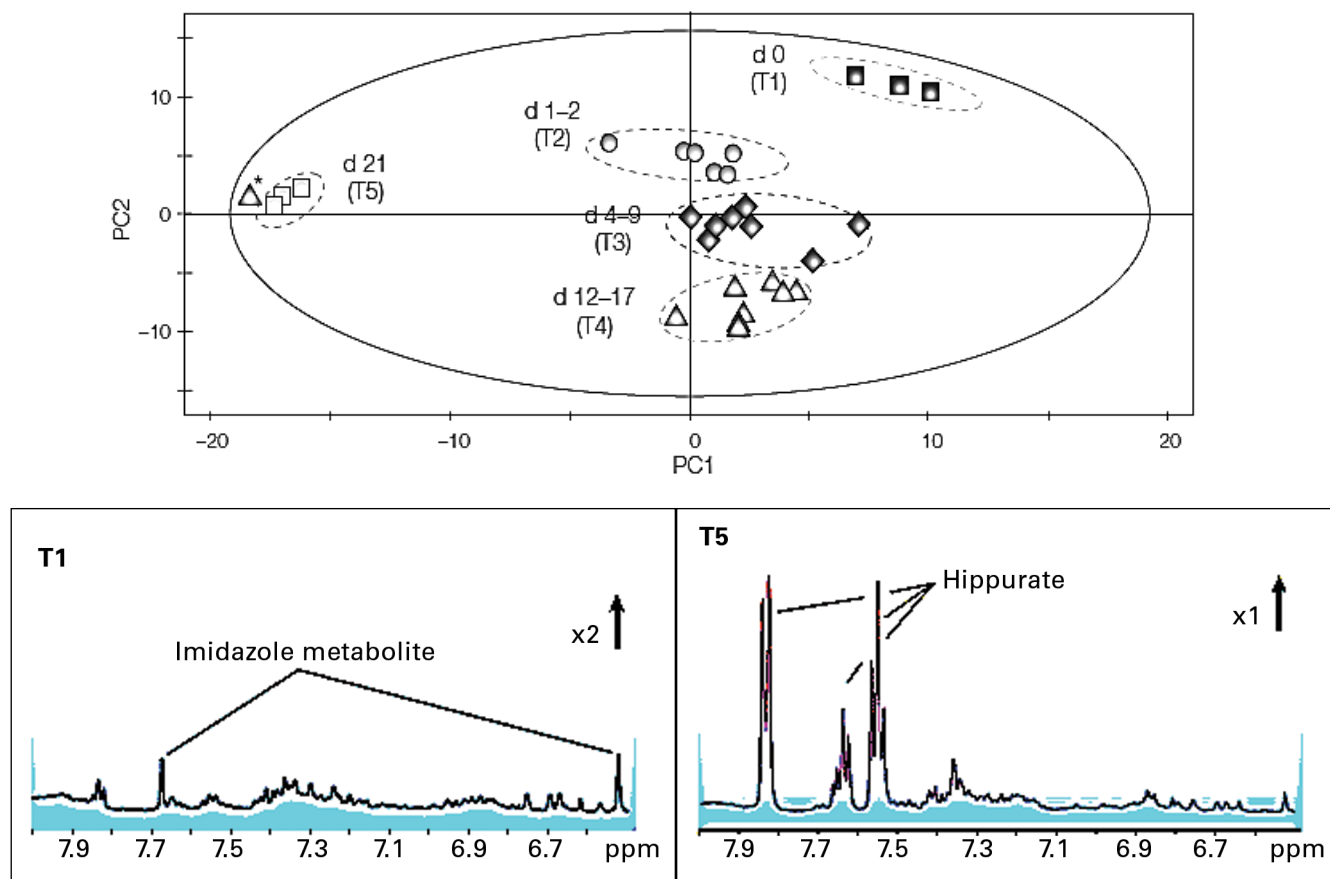 d 0
(T1)
10
d 1–2
(T2)
d 21
(T5)
*
PC2
0
d 4–9
(T3)
d 12–17
(T4)
–10
–20
–10
0
10
20
PC1
T1
x2
Imidazole metabolite
7.9
7.7
7.5
7.3
7.1
6.9
6.7
ppm
T5
Hippurate
x1
7.9
7.7
7.5
7.3
7.1
6.9
6.7
ppm